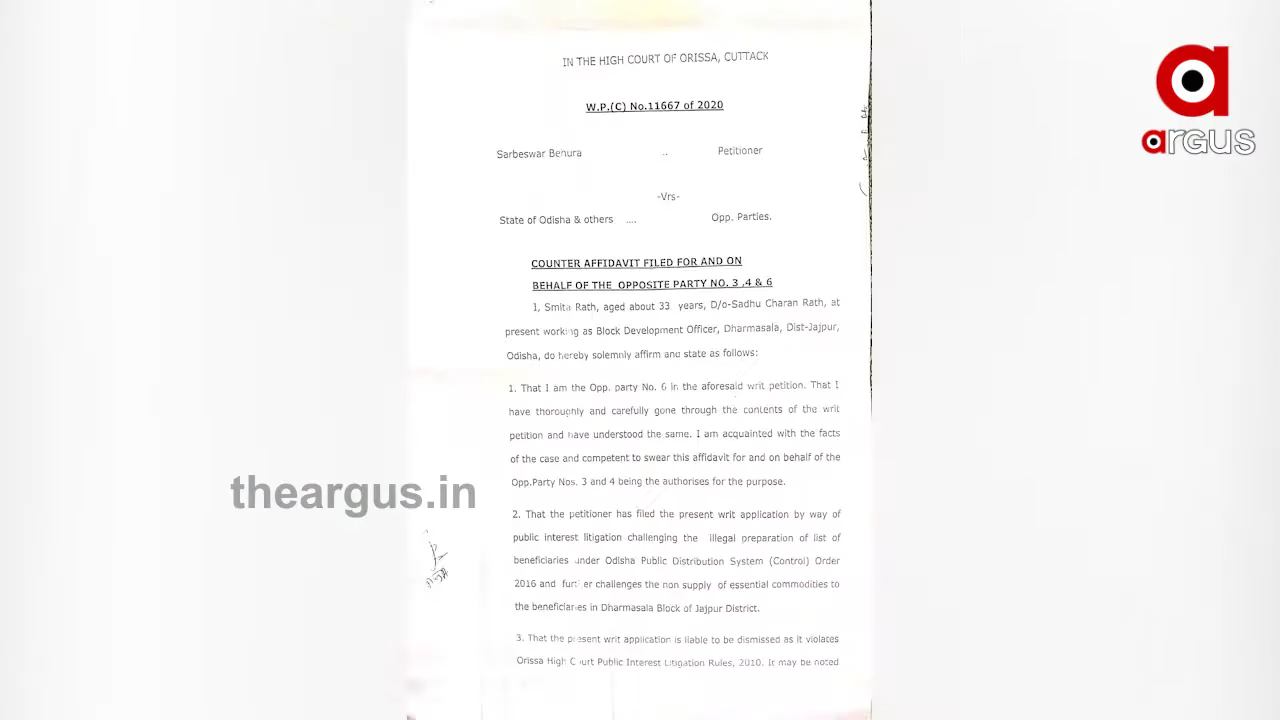 IN THE HIGH COURT OF ORISSA, CUTTACK
W.P.(C) No.11667 of 2020
Sarbeswar Behura .. Petitioner
-Vrs-
State of Odisha & others .... Opp. Parties.
COUNTER AFFIDAVIT FILED FOR AND ON
BEHALF OF THE OPPOSITE PARTY NO. 3 ,4 & 6
1, Smita Rath, aged about 33 years, D/o-Sadhu Charan Rath, at
present working as Block Development Officer, Dharmasala, Dist-Jajpur,
Odisha, do hereby solemnly affirm and state as follows:
1. That I am the Opp. party No. 6 in the aforesaid writ petition. That I
have thoroughly and carefully gone through the contents of the writ
petition and have understood the same. I am acquainted with the facts
of the case and competent to swear this affidavit for and on behalf of the
Opp.Party Nos. 3 and 4 being the authorises for the purpose.
2. That the petitioner has filed the present writ application by way of
public interest litigation challenging the illegal preparation of list of
beneficiaries under Odisha Public Distribution System (Control) Order
2016 and further challenges the non supply of essential commodities to
the beneficiaries in Dharmasala Block of Jajpur District.
3. That the present writ application is liable to be dismissed as it violates
Orissa High Court Public Interest Litigation Rules, 2010. It may be noted
theargus.in
a
argus